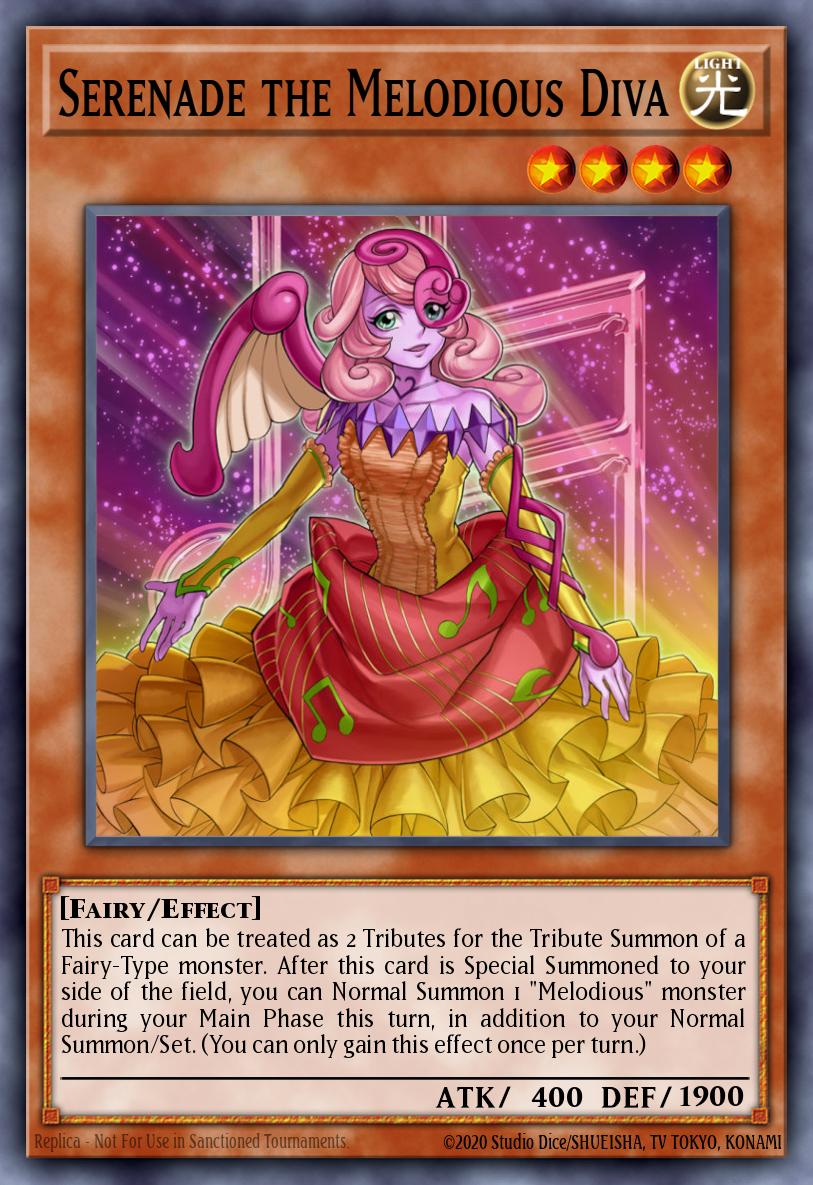 Serenade the Melodious Diva
LIGHT
光
[Fairy/Effect]
This card can be treated as 2 Tributes for the Tribute Summon of a
Fairy-Type monster. After this card is Special Summoned to your
side of the field, you can Normal Summon 1 "Melodious" monster
during your Main Phase this turn, in addition to your Normal
Summon/Set. (You can only gain this effect once per turn.)
ATK/ 400 DEF/1900
Replica - Not For Use in Sanctioned Tournaments.
©2020 Studio Dice/SHUEISHA, TV TOKYO, KONAMI